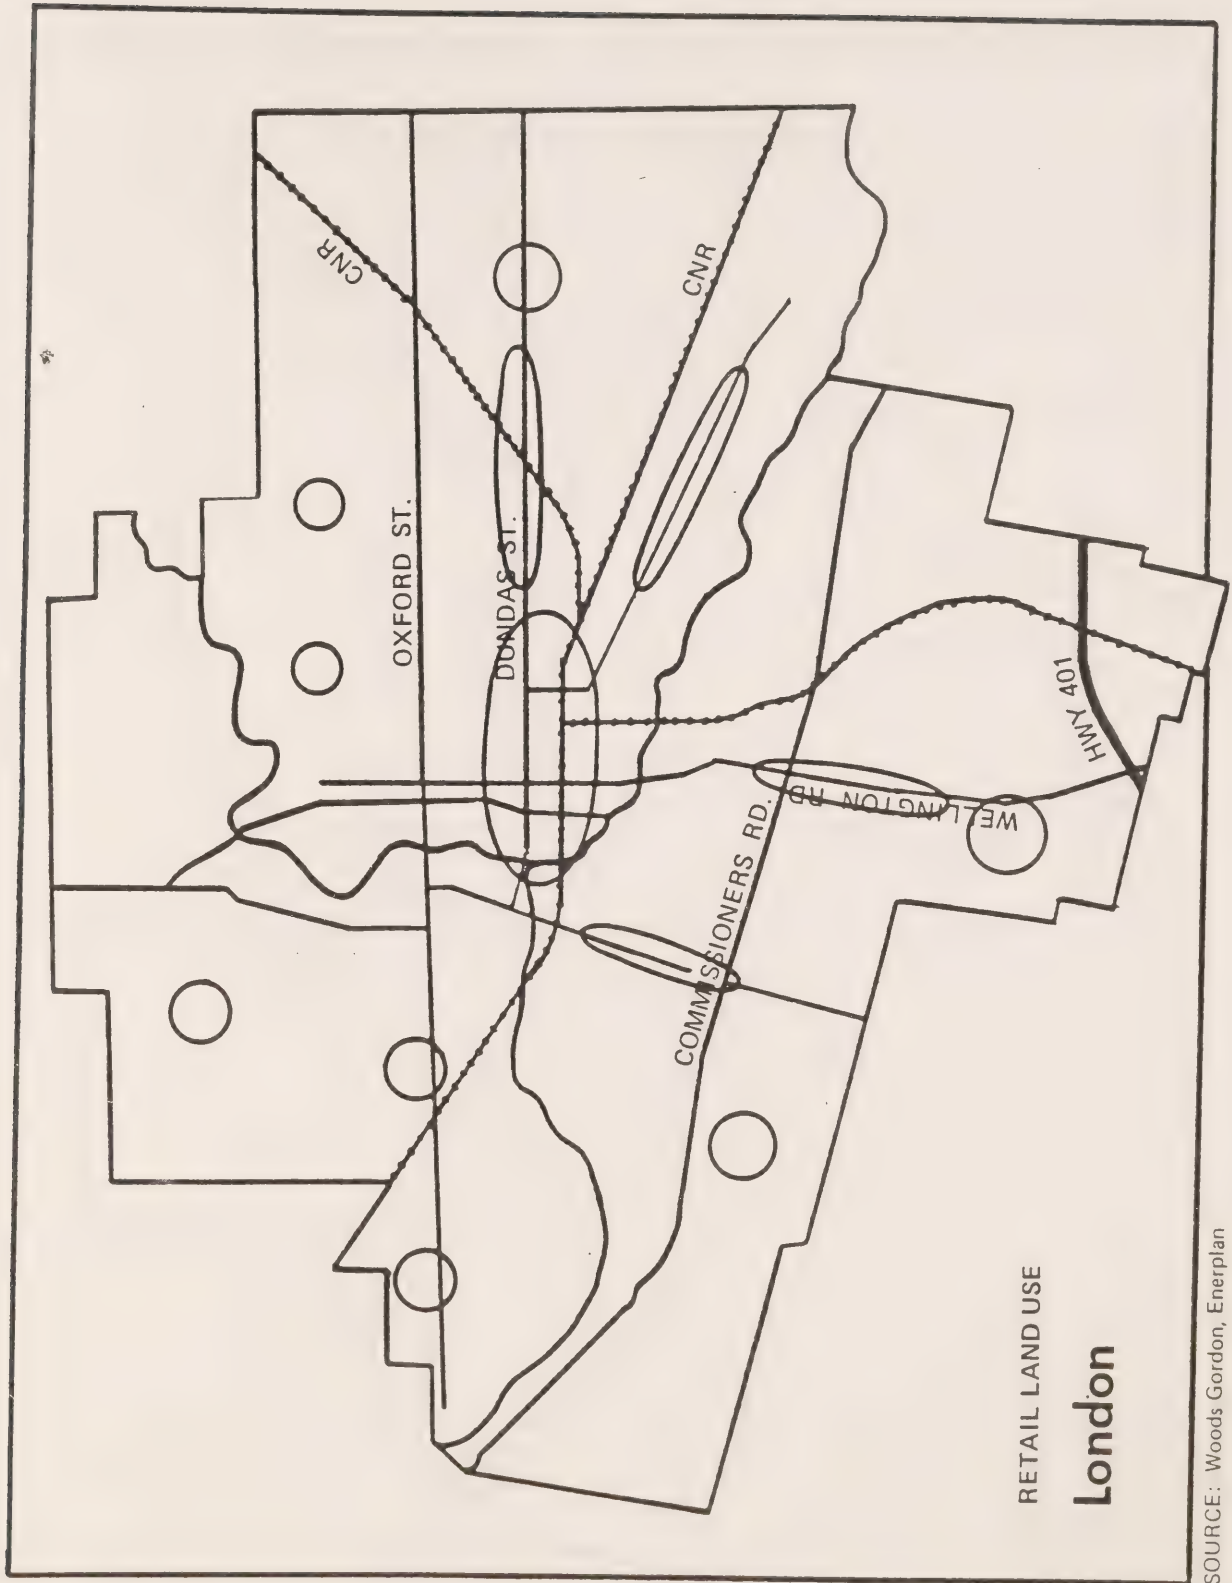 CNR
OXFORD ST.
DUNDAS ST.
CNR
COMMISSIONERS RD.
WELLINGTON RD
HWY 401
RETAIL LAND USE
London
SOURCE: Woods Gordon, Enerplan